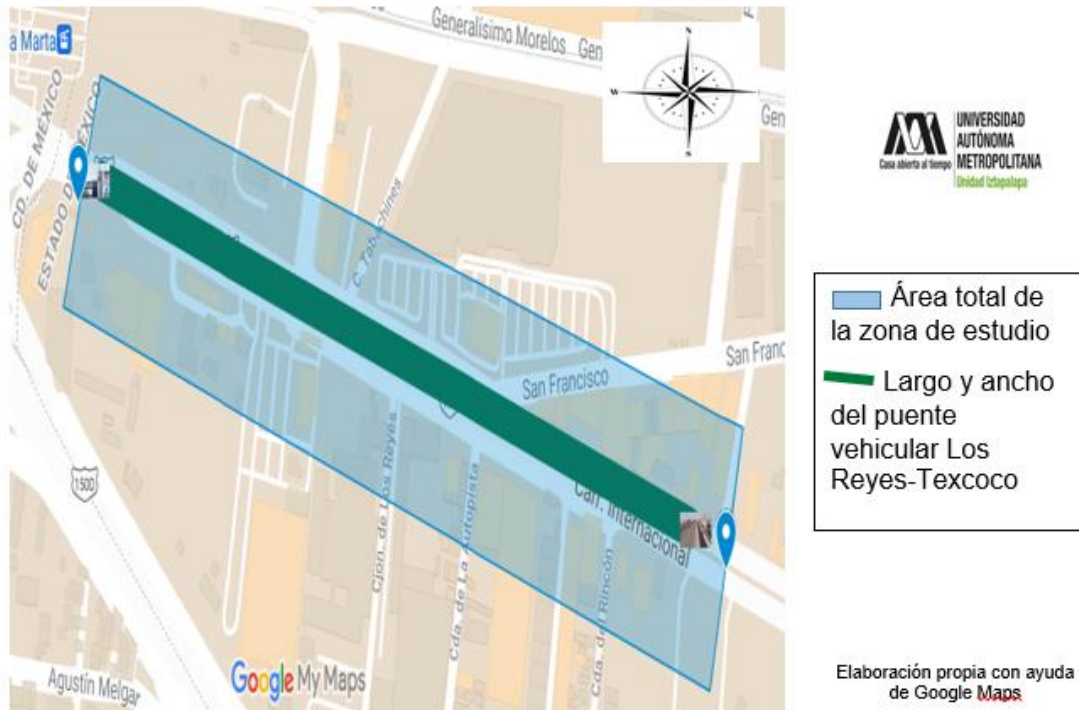 Generalísimo Morelos
Gen
Gen
a Marta
CD. DE MÉXICO
ESTADO D
MÉXICO
N
W
S
C. Tabachines
San Franc
San Francisco
1500
Cjon. de Los Reyes
Cda. de La Autopista
Carr. Internacional
Cda. del Rincón
Agustín Melgar
Google My Maps
Casa abierta al tiempo
UNIVERSIDAD
AUTÓNOMA
METROPOLITANA
Unidad Iztapalapa
Área total de
la zona de estudio
Largo y ancho
del puente
vehicular Los
Reyes-Texcoco
Elaboración propia con ayuda
de Google Maps